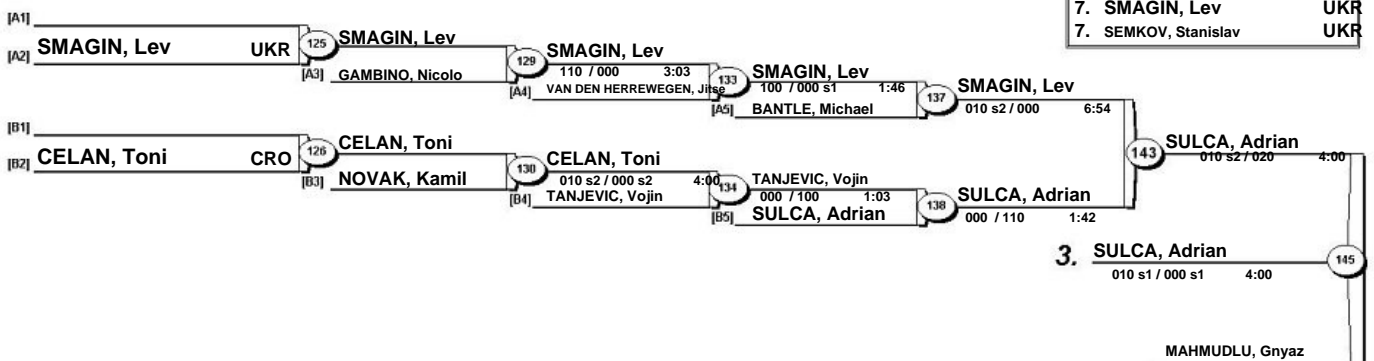 7. SMAGIN, Lev UKR
7. SEMKOV, Stanislav UKR
[A1]
[A2] SMAGIN, Lev UKR
125
SMAGIN, Lev
[A3] GAMBINO, Nicolo
129
SMAGIN, Lev
110 / 000 3:03
[A4] VAN DEN HERREWEGEN, Jitse
133
SMAGIN, Lev
100 / 000 s1 1:46
[A5] BANTLE, Michael
137
SMAGIN, Lev
010 s2 / 000 6:54
[B1]
[B2] CELAN, Toni CRO
126
CELAN, Toni
[B3] NOVAK, Kamil
130
CELAN, Toni
010 s2 / 000 s2 4:00
[B4] TANJEVIC, Vojin
134
TANJEVIC, Vojin
000 / 100 1:03
[B5] SULCA, Adrian
138
SULCA, Adrian
000 / 110 1:42
143
SULCA, Adrian
010 s2 / 020 4:00
3. SULCA, Adrian
010 s1 / 000 s1 4:00
145
MAHMUDLU, Gnyaz